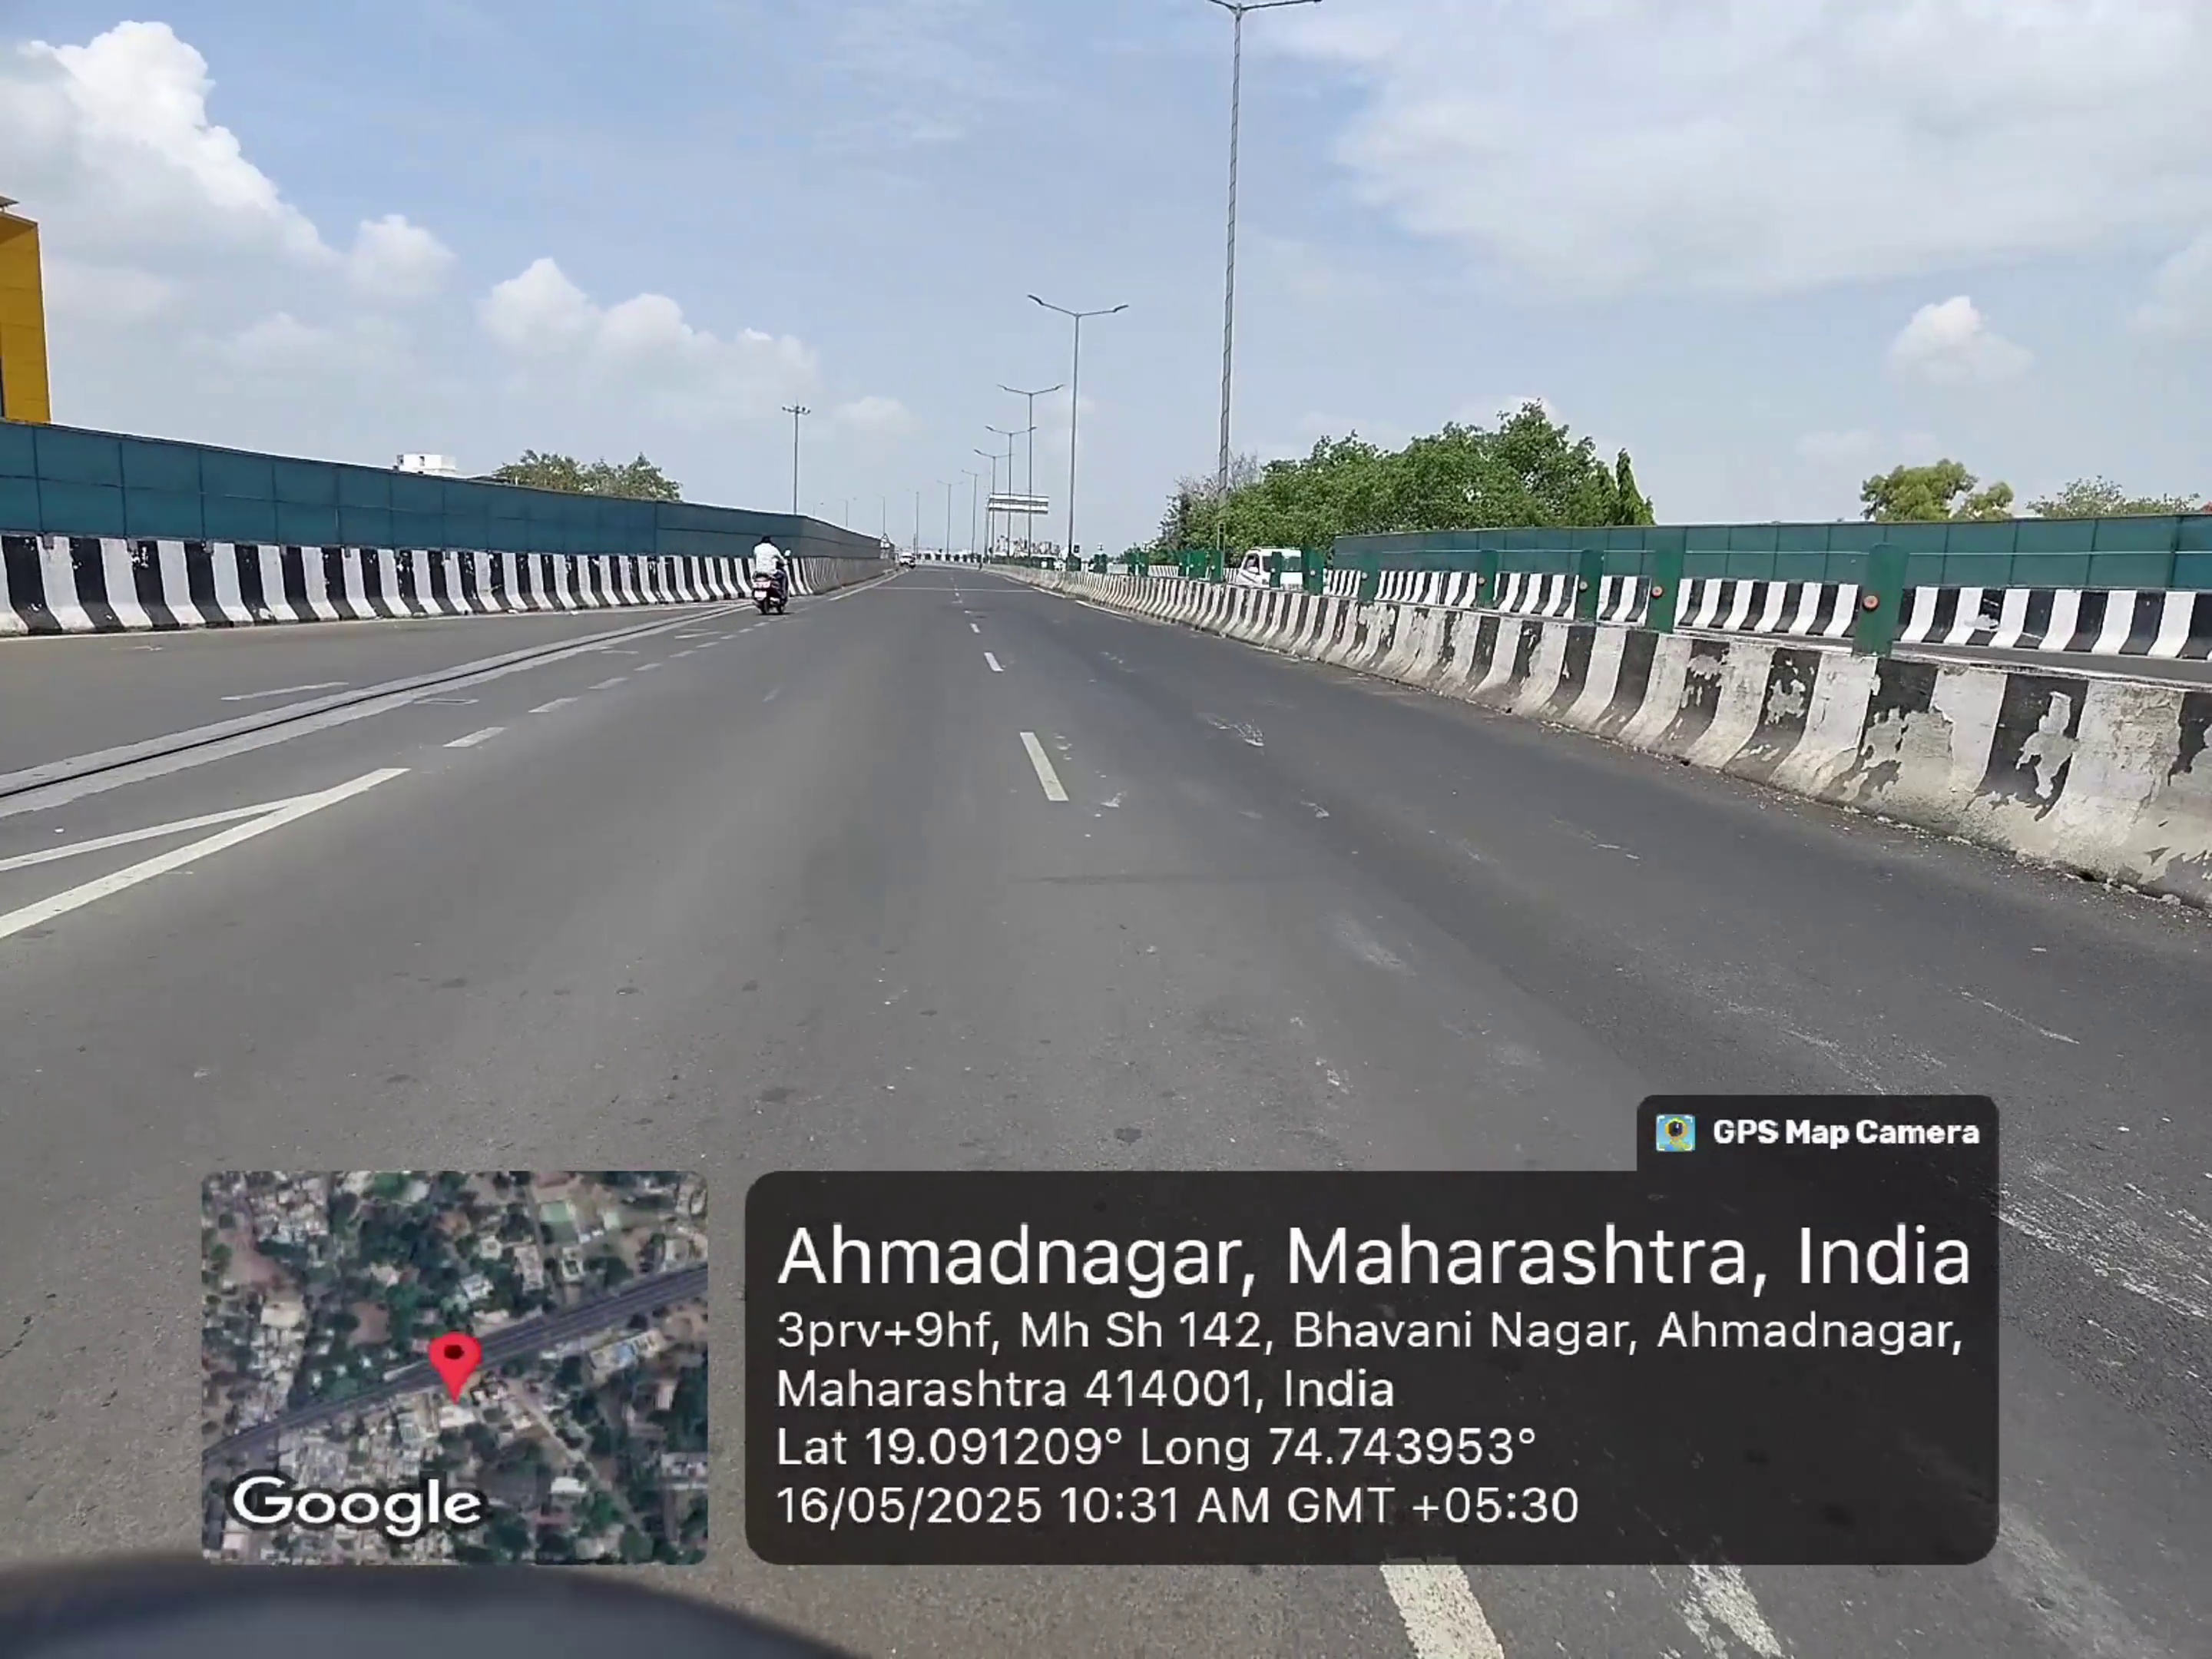 GPS Map Camera
Ahmadnagar, Maharashtra, India
3prv+9hf, Mh Sh 142, Bhavani Nagar, Ahmadnagar,
Maharashtra 414001, India
Lat 19.091209° Long 74.743953°
16/05/2025 10:31 AM GMT +05:30
Google